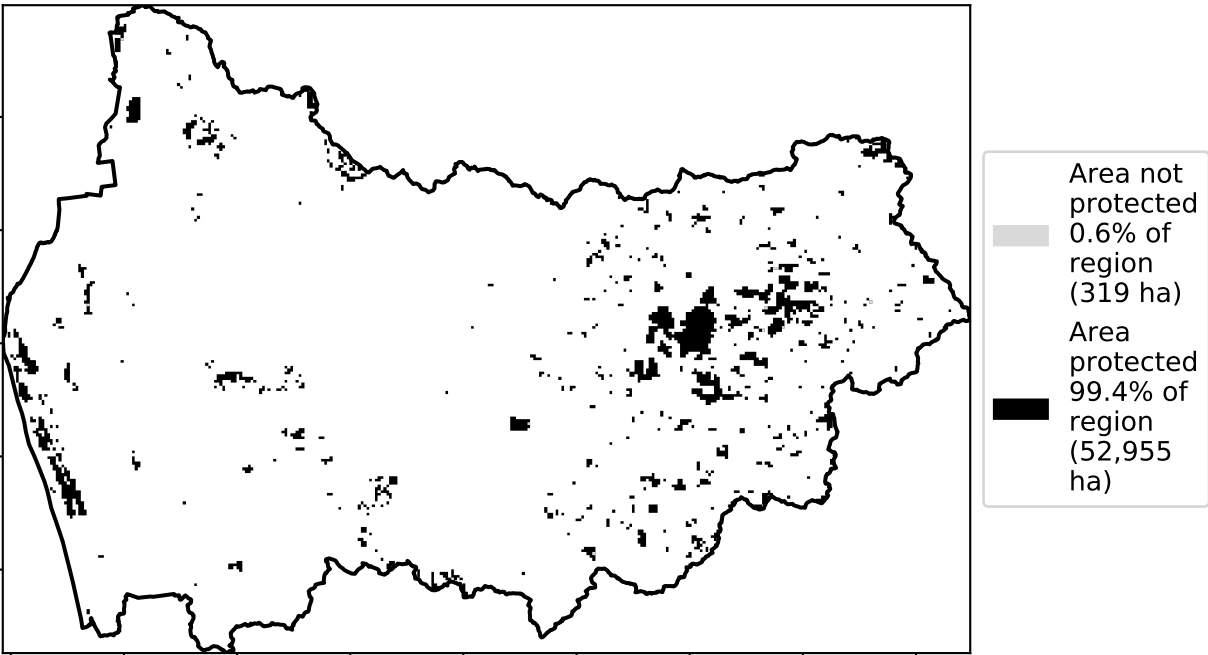 Area not
protected
0.6% of
region
(319 ha)
Area
protected
99.4% of
region
(52,955
ha)